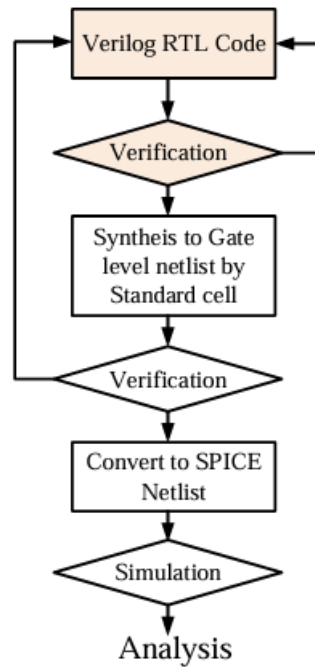 Verilog RTL Code
Verification
Syntheis to Gate
level netlist by
Standard cell
Verification
Convert to SPICE
Netlist
Simulation
Analysis